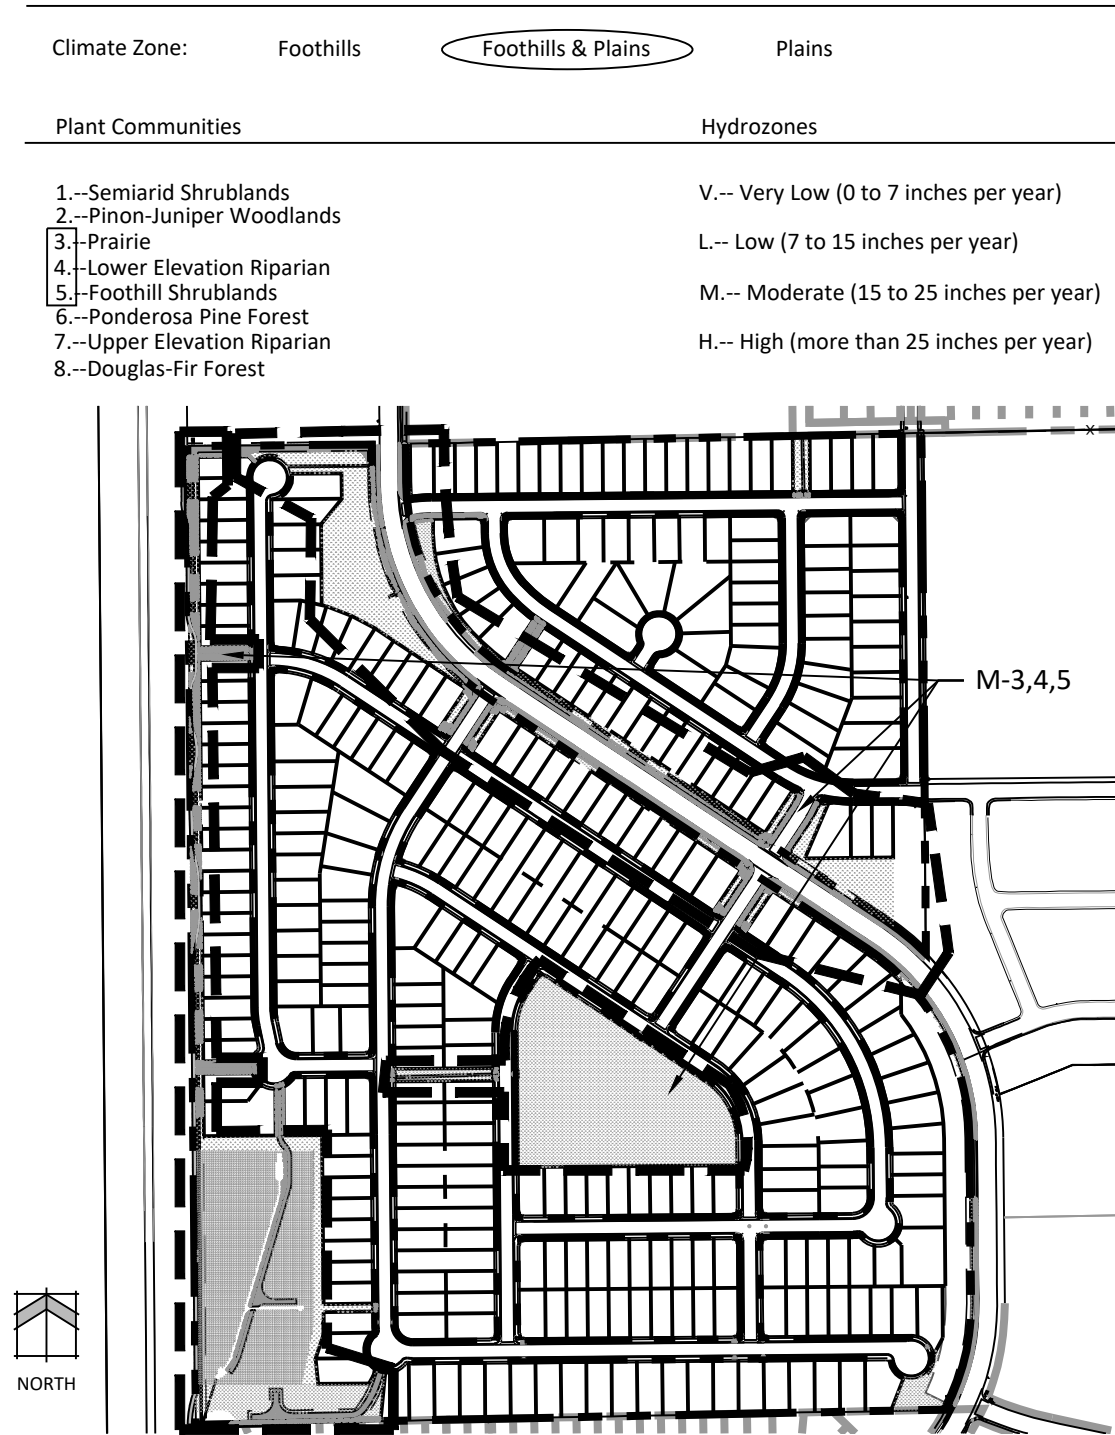 Climate Zone: Foothills Foothills & Plains Plains
Plant Communities Hydrozones
1.--Semiarid Shrublands V.-- Very Low (0 to 7 inches per year)
2.--Pinon-Juniper Woodlands
3.--Prairie L.-- Low (7 to 15 inches per year)
4.--Lower Elevation Riparian
5.--Foothill Shrublands M.-- Moderate (15 to 25 inches per year)
6.--Ponderosa Pine Forest
7.--Upper Elevation Riparian H.-- High (more than 25 inches per year)
8.--Douglas-Fir Forest
x
M-3,4,5
NORTH